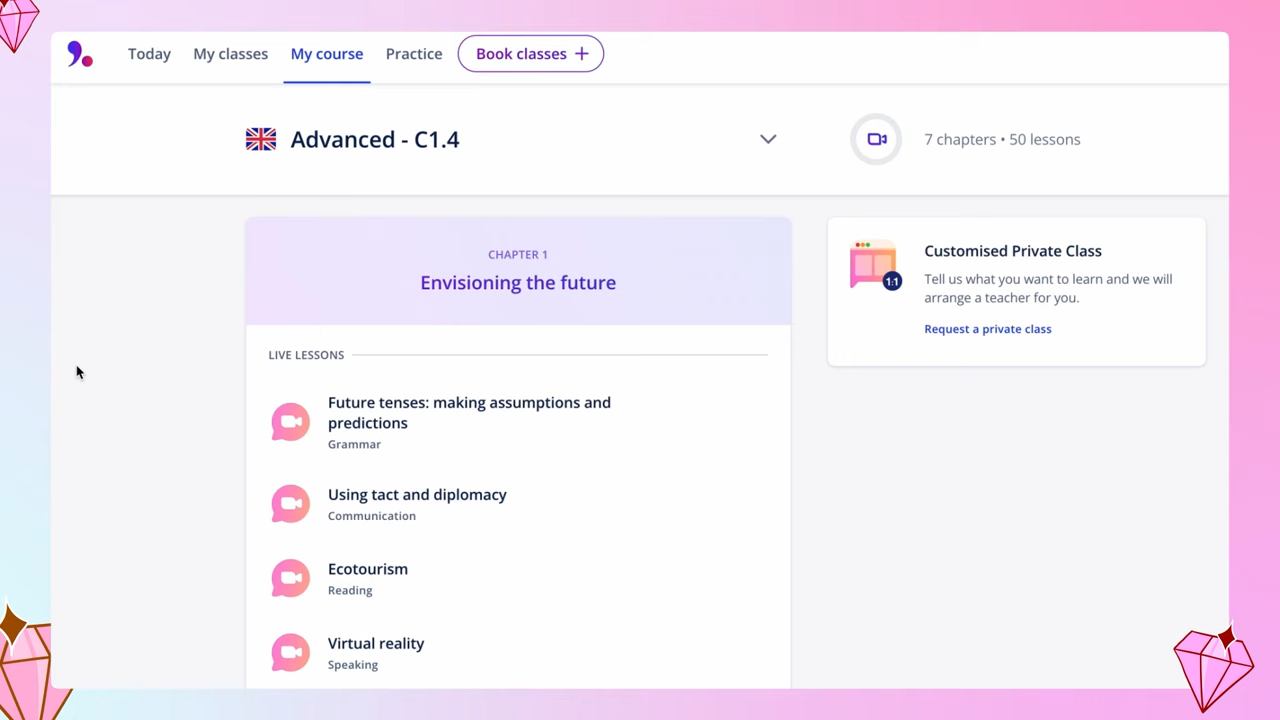 Today My classes My course Practice Book classes +
Advanced - C1.4
7 chapters • 50 lessons
CHAPTER 1
Envisioning the future
LIVE LESSONS
Future tenses: making assumptions and
predictions
Grammar
Using tact and diplomacy
Communication
Ecotourism
Reading
Virtual reality
Speaking
1:1
Customised Private Class
Tell us what you want to learn and we will
arrange a teacher for you.
Request a private class